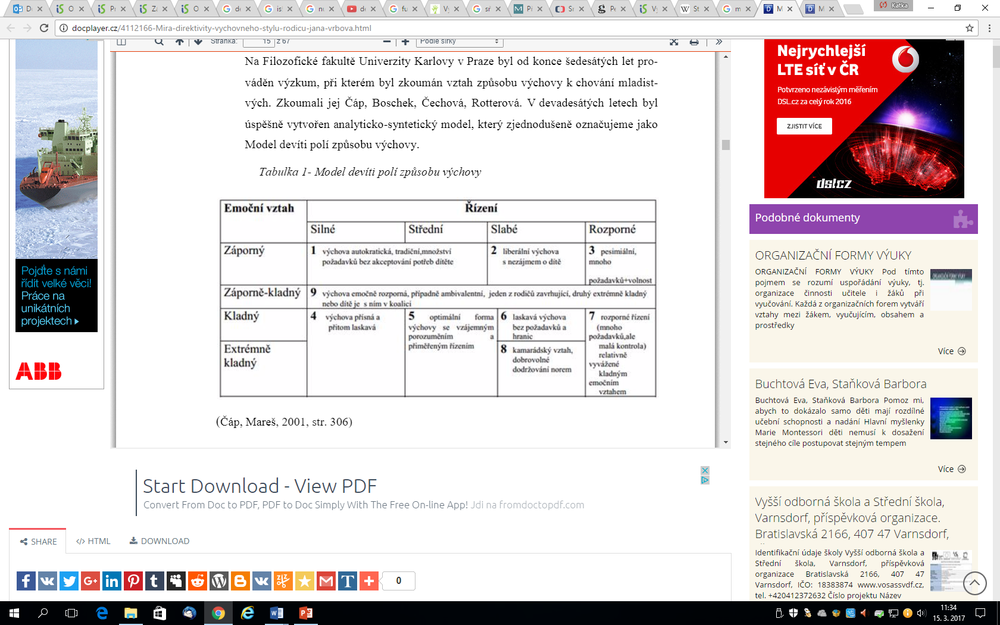 Katka
docplayer.cz/4112166-Mira-direktivity-vychovneho-stylu-rodicu-jana-vrbova.html
Stránka: 15 z 67
Podle šířky
Na Filozofické fakultě Univerzity Karlovy v Praze byl od konce šedesátých let pro-
váděn výzkum, při kterém byl zkoumán vztah způsobu výchovy k chování mladist-
vých. Zkoumali jej Čáp, Boschek, Čechová, Rotterová. V devadesátých letech byl
úspěšně vytvořen analyticko-syntetický model, který zjednodušeně označujeme jako
Model devíti polí způsobu výchovy.
Tabulka 1- Model devíti polí způsobu výchovy
Emoční vztah
Řízení
Silné
Střední
Slabé
Rozporné
Záporný
1 výchova autokratická, tradiční,množství
požadavků bez akceptování potřeb dítěte
2 liberální výchova
s nezájmem o dítě
3 pesimiální,
mnoho
požadavků+volnost
Záporně-kladný
9 výchova emočně rozporná, případně ambivalentní, jeden z rodičů zavrhující, druhý extrémně kladný
nebo dítě je s ním v koalici
Kladný
4 výchova přísná a
přitom laskavá
5 optimální forma
výchovy se vzájemným
porozuměním a
přiměřeným řízením
6 laskavá výchova
bez požadavků a
hranic
7 rozporné řízení
(mnoho
požadavků,ale
malá kontrola)
relativně
vyvážené
kladným
emočním
vztahem
Extrémně
kladný
8 kamarádský vztah,
dobrovolné
dodržování norem
(Čáp, Mareš, 2001, str. 306)
Pojďte s námi
řídit velké věci!
Práce na
unikátních
projektech
ABB
Start Download - View PDF
Convert From Doc to PDF, PDF to Doc Simply With The Free On-line App! Jdi na fromdoctopdf.com
SHARE
HTML
DOWNLOAD
0
Nejrychlejší
LTE síť v ČR
Potvrzeno nezávislým měřením
DSL.cz za celý rok 2016
ZJISTIT VÍCE
dsl.cz
Podobné dokumenty
ORGANIZAČNÍ FORMY VÝUKY
ORGANIZAČNÍ FORMY VÝUKY Pod tímto
pojmem se rozumí uspořádání výuky, tj.
organizace činnosti učitele i žáků při
vyučování. Každá z organizačních forem vytváří
vztahy mezi žákem, vyučujícím, obsahem a
prostředky
Více
Buchtová Eva, Staňková Barbora
Buchtová Eva, Staňková Barbora Pomoz mi,
abych to dokázalo samo děti mají rozdílné
učební schopnosti a nadání Hlavní myšlenky
Marie Montessori děti nemusí k dosažení
stejného cíle postupovat stejným tempem
Více
Vyšší odborná škola a Střední škola,
Varnsdorf, příspěvková organizace.
Bratislavská 2166, 407 47 Varnsdorf,
Identifikační údaje školy Vyšší odborná škola a
Střední škola, Varnsdorf, příspěvková
organizace Bratislavská 2166, 407 47
Varnsdorf, IČO: 18383874 www.vosassvdf.cz,
tel. +420412372632 Číslo projektu Název
11:34
15. 3. 2017